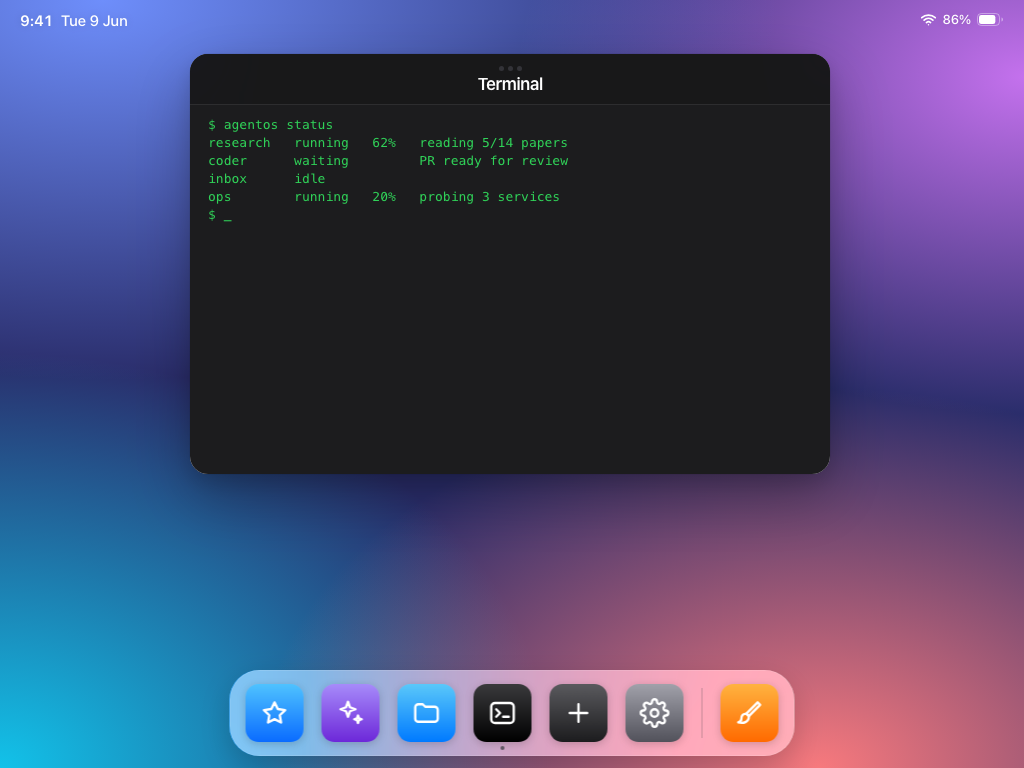 9:41 Tue 9 Jun
86%
Terminal
$ agentos status
research running 62% reading 5/14 papers
coder waiting PR ready for review
inbox idle
ops running 20% probing 3 services
$ _